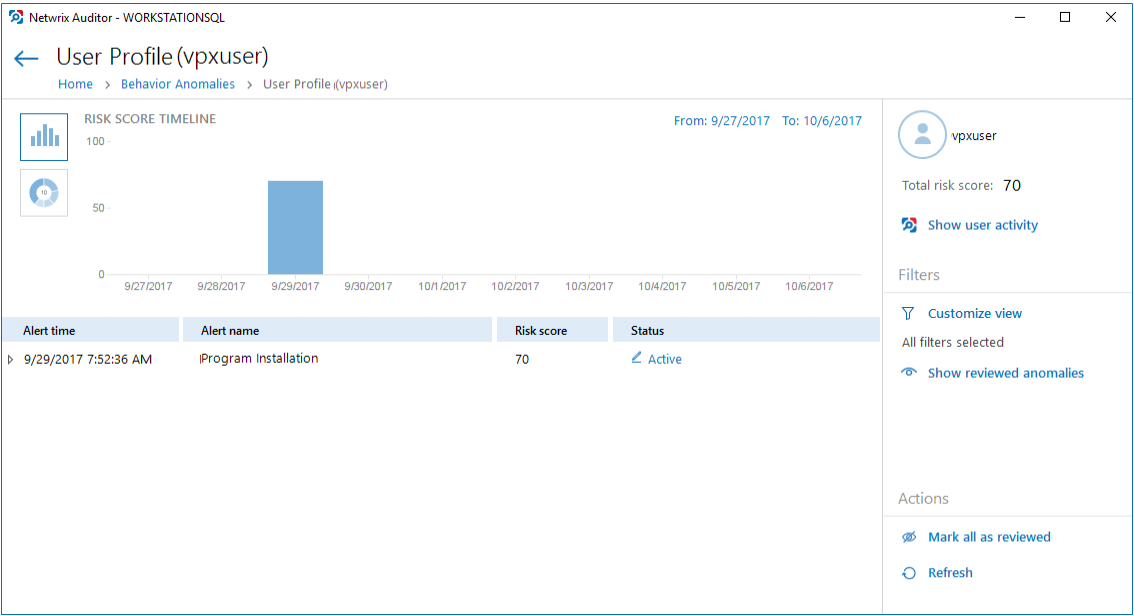 Netwrix Auditor - WORKSTATIONSQL
User Profile (vpxuser)
Home > Behavior Anomalies > User Profile (vpxuser)
RISK SCORE TIMELINE
From: 9/27/2017 To: 10/6/2017
100
50
0
9/27/2017 9/28/2017 9/29/2017 9/30/2017 10/1/2017 10/2/2017 10/3/2017 10/4/2017 10/5/2017 10/6/2017
10
Alert time Alert name Risk score Status
9/29/2017 7:52:36 AM Program Installation 70 Active
vpxuser
Total risk score: 70
Show user activity
Filters
Customize view
All filters selected
Show reviewed anomalies
Actions
Mark all as reviewed
Refresh